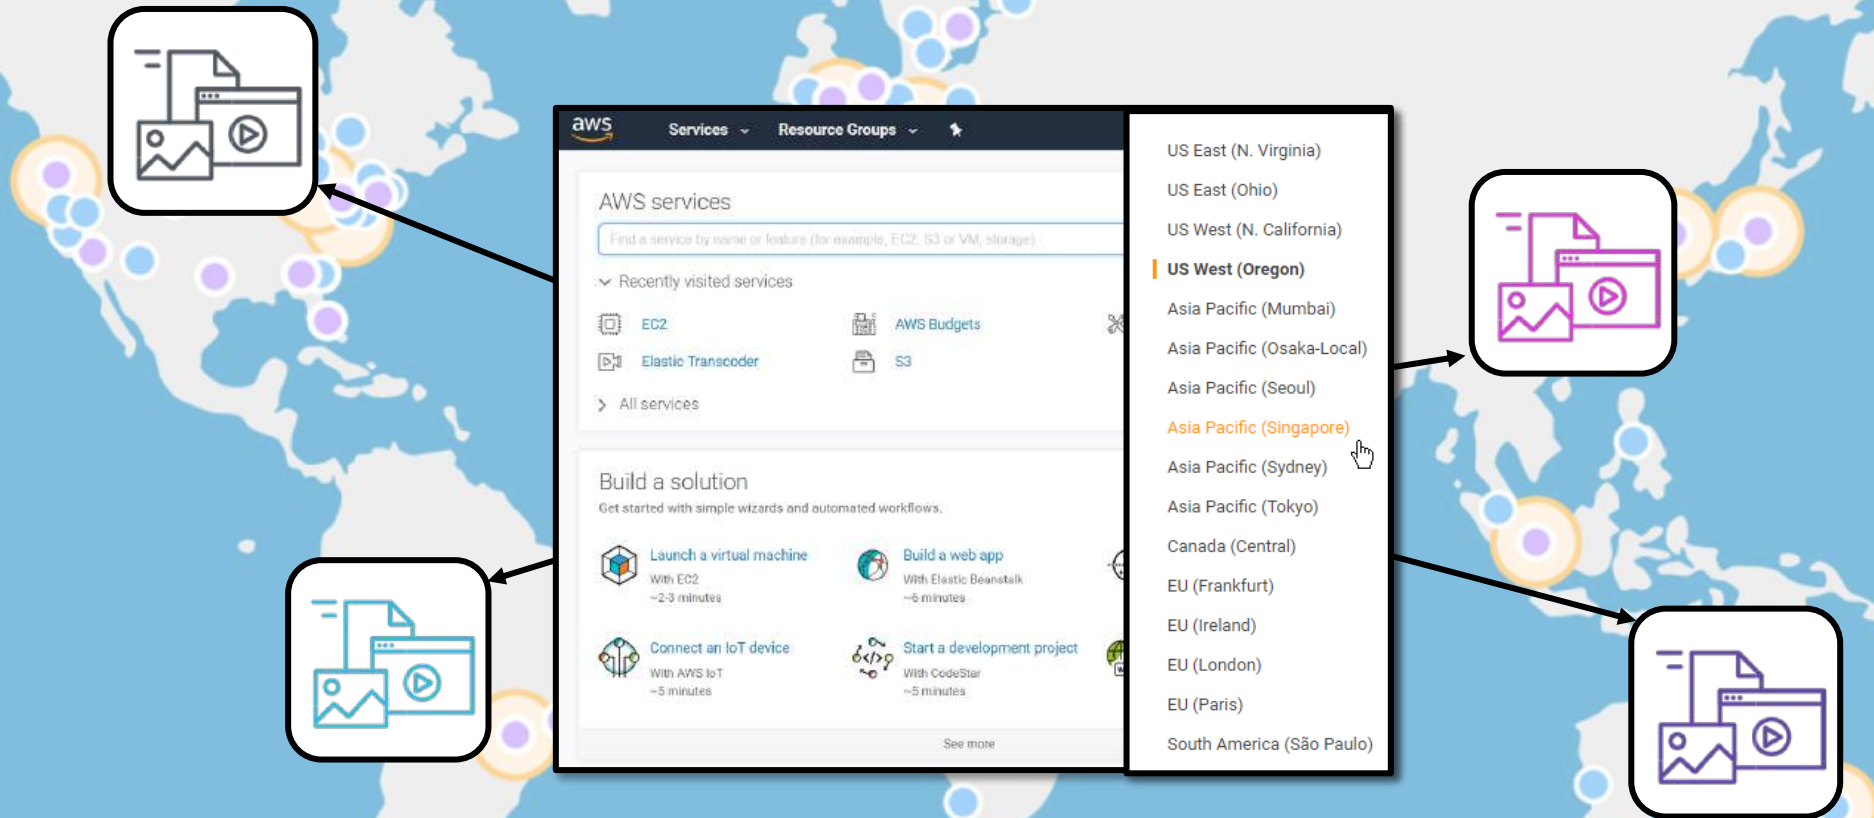 aws
Services
Resource Groups
AWS services
Find a service by name or feature (for example, EC2, S3 or VM, storage)
Recently visited services
EC2
AWS Budgets
Elastic Transcoder
S3
All services
Build a solution
Get started with simple wizards and automated workflows.
Launch a virtual machine
With EC2
~2-3 minutes
Build a web app
With Elastic Beanstalk
~6 minutes
Connect an IoT device
With AWS IoT
~5 minutes
Start a development project
With CodeStar
~5 minutes
See more
US East (N. Virginia)
US East (Ohio)
US West (N. California)
US West (Oregon)
Asia Pacific (Mumbai)
Asia Pacific (Osaka-Local)
Asia Pacific (Seoul)
Asia Pacific (Singapore)
Asia Pacific (Sydney)
Asia Pacific (Tokyo)
Canada (Central)
EU (Frankfurt)
EU (Ireland)
EU (London)
EU (Paris)
South America (São Paulo)